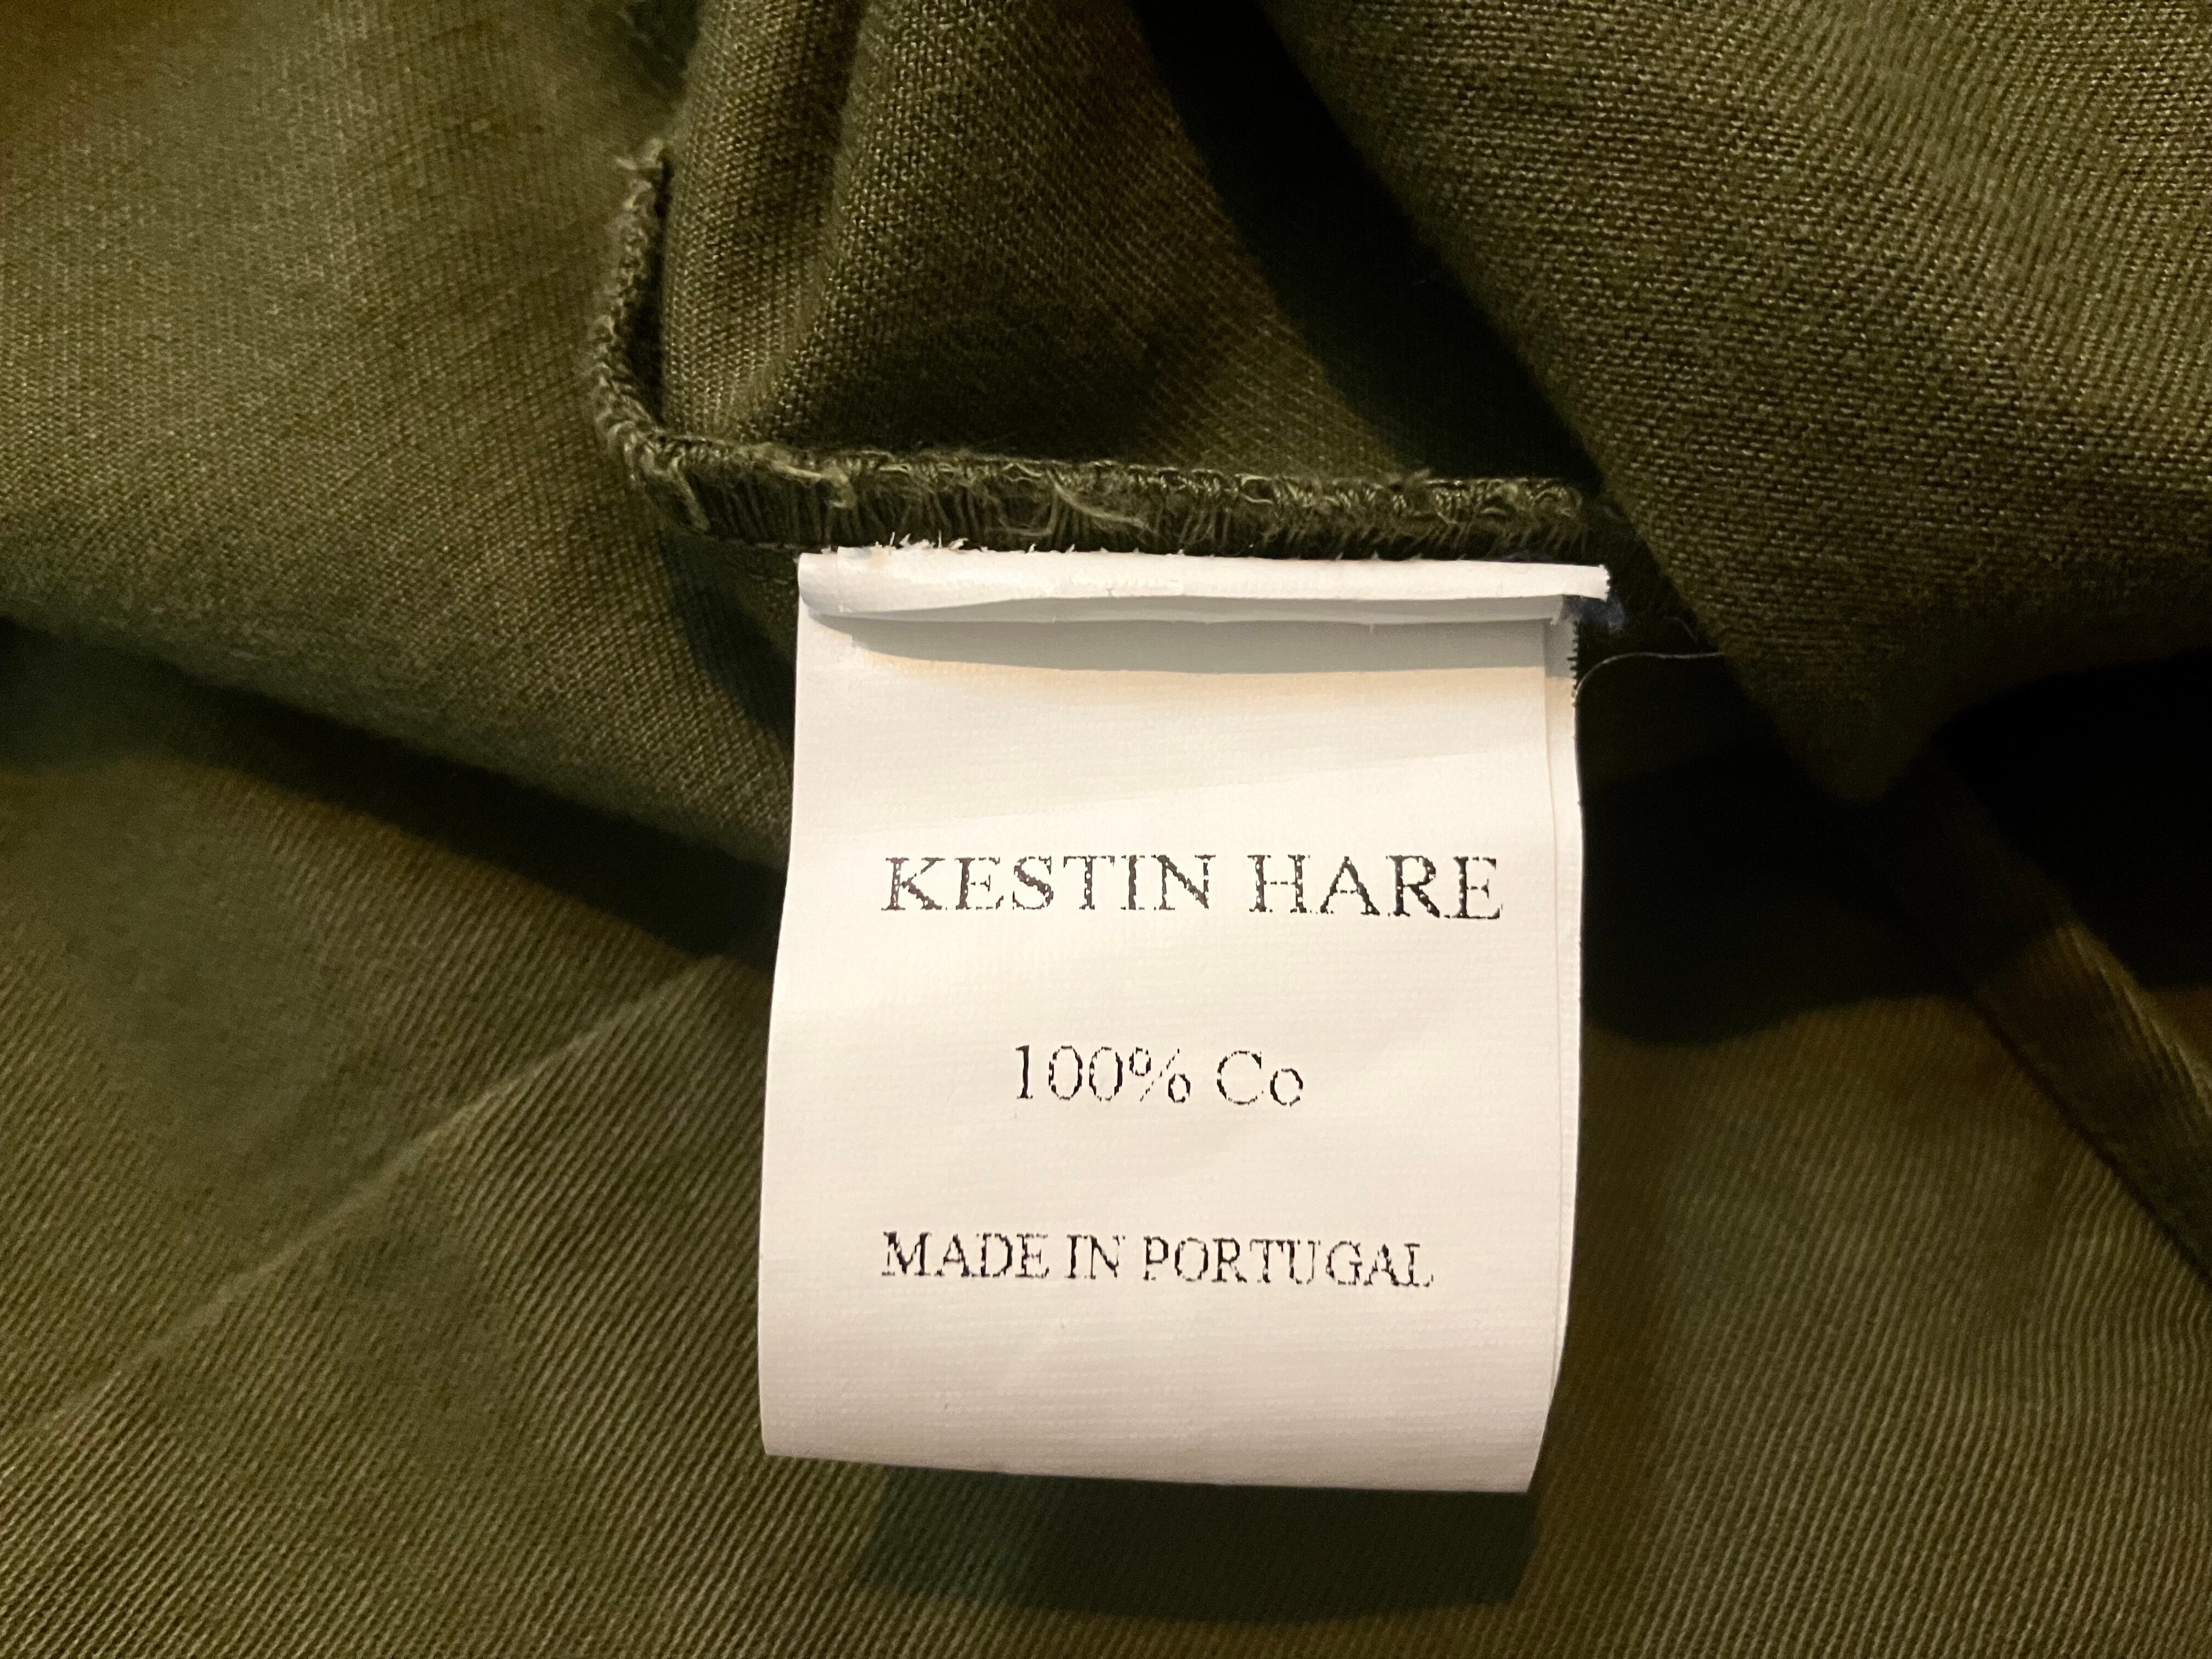 KESTIN HARE
100% Co
MADE IN PORTUGAL